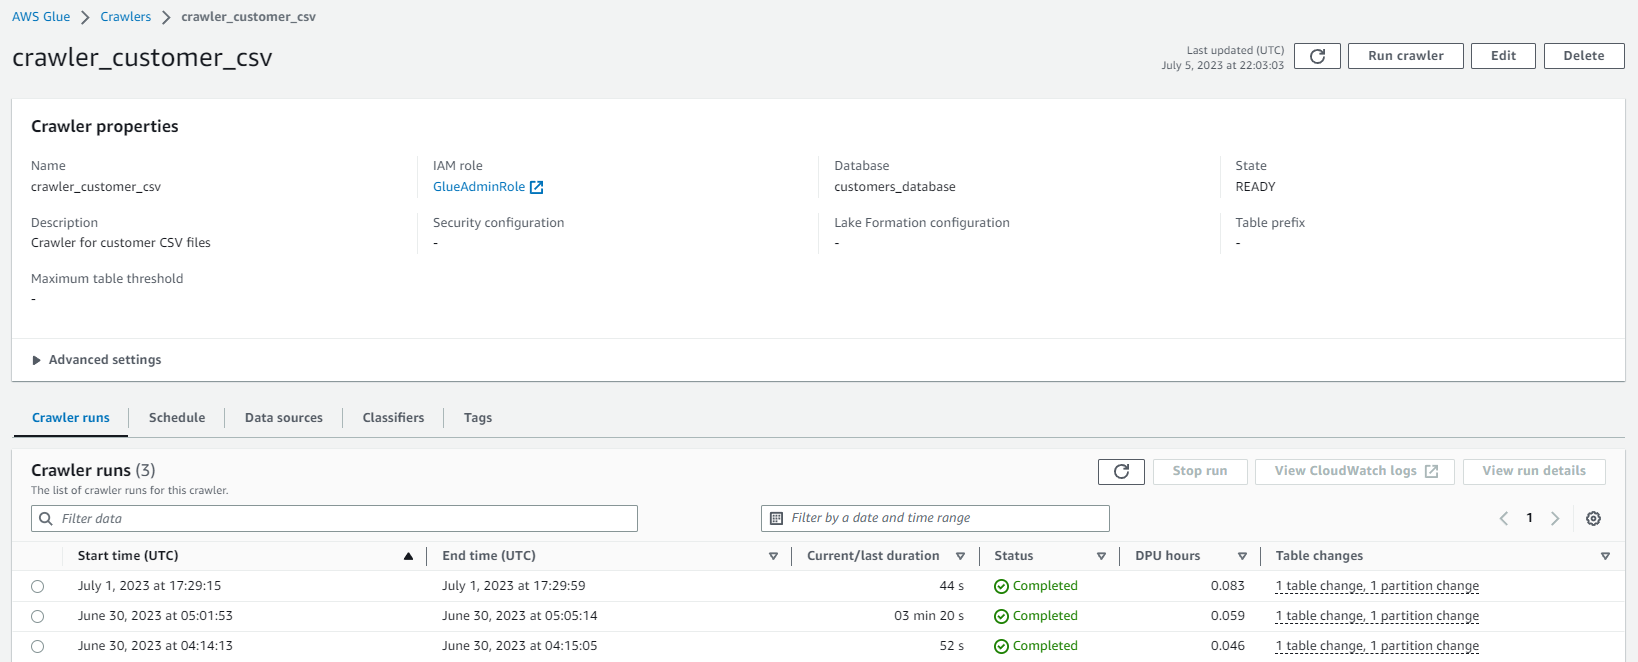 AWS Glue > Crawlers > crawler_customer_csv
crawler_customer_csv
Last updated (UTC)
July 5, 2023 at 22:03:03
Run crawler
Edit
Delete
Crawler properties
Name
crawler_customer_csv
IAM role
GlueAdminRole
Database
customers_database
State
READY
Description
Crawler for customer CSV files
Security configuration
-
Lake Formation configuration
-
Table prefix
-
Maximum table threshold
-
Advanced settings
Crawler runs
Schedule
Data sources
Classifiers
Tags
Crawler runs (3)
The list of crawler runs for this crawler.
Stop run
View CloudWatch logs
View run details
Filter data
Filter by a date and time range
1
Start time (UTC) End time (UTC) Current/last duration Status DPU hours Table changes
July 1, 2023 at 17:29:15 July 1, 2023 at 17:29:59 44 s Completed 0.083 1 table change, 1 partition change
June 30, 2023 at 05:01:53 June 30, 2023 at 05:05:14 03 min 20 s Completed 0.059 1 table change, 1 partition change
June 30, 2023 at 04:14:13 June 30, 2023 at 04:15:05 52 s Completed 0.046 1 table change, 1 partition change